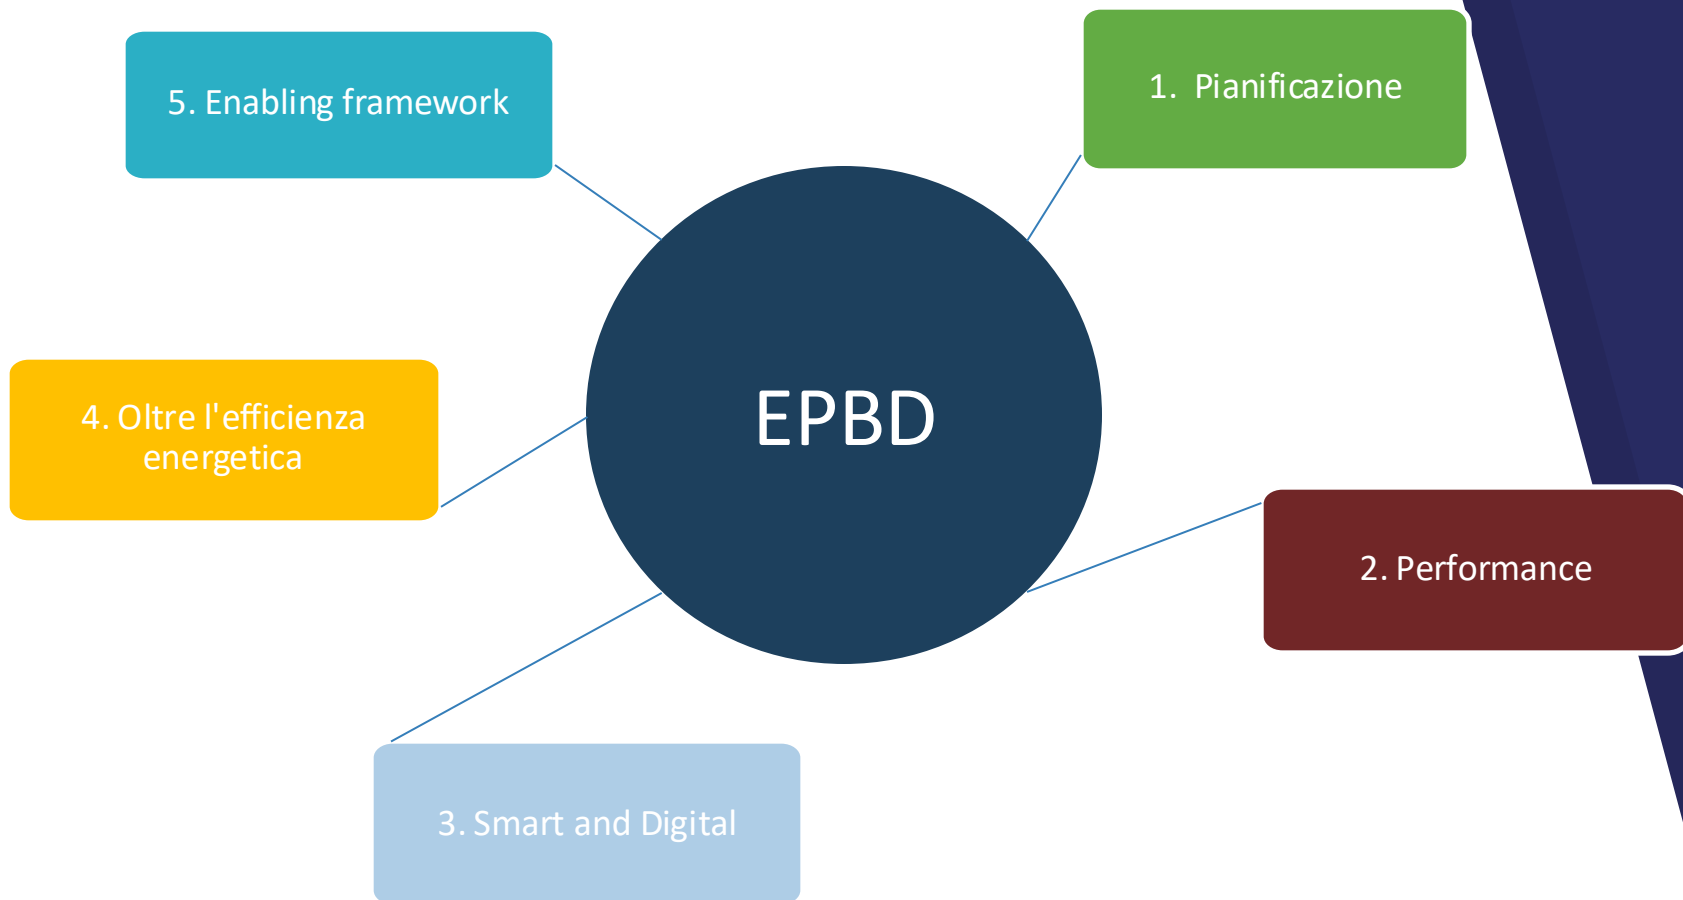 5. Enabling framework
1. Pianificazione
4. Oltre l'efficienza
energetica
EPBD
2. Performance
3. Smart and Digital